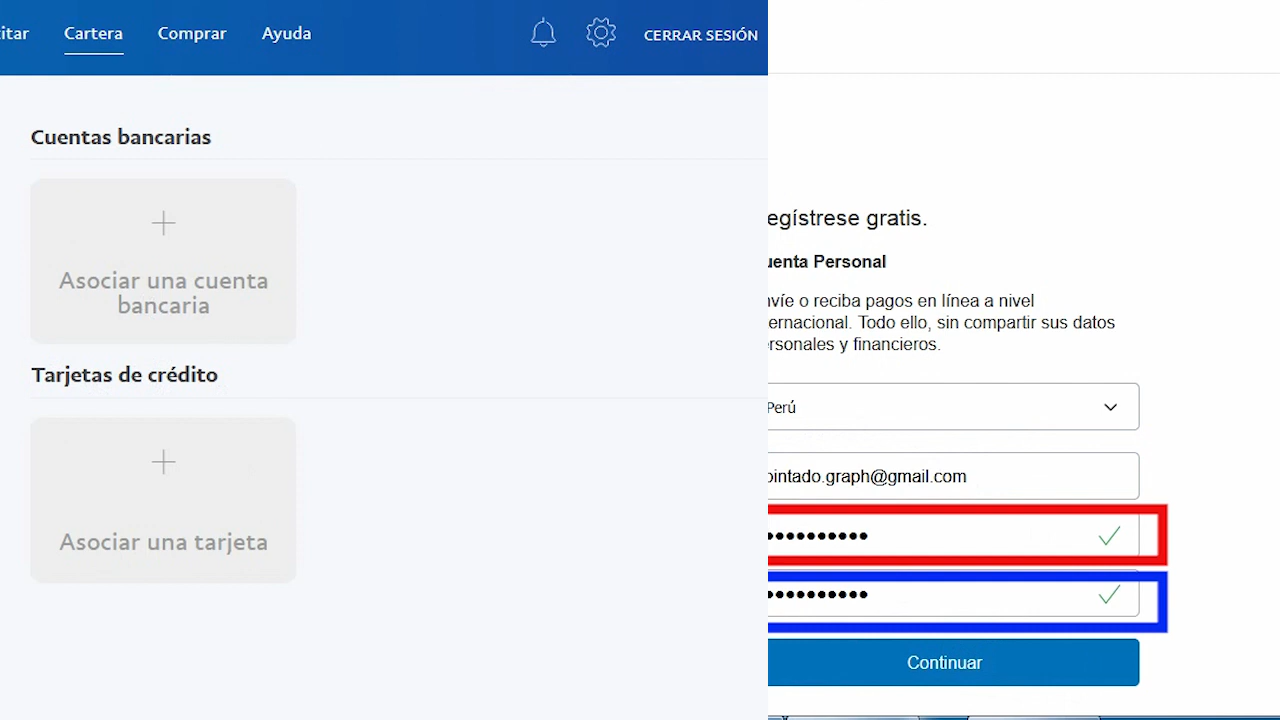 itar Cartera Comprar Ayuda CERRAR SESIÓN
Cuentas bancarias
Asociar una cuenta
bancaria
Tarjetas de crédito
Asociar una tarjeta
egístrese gratis.
uenta Personal
nvíe o reciba pagos en línea a nivel
ernacional. Todo ello, sin compartir sus datos
rsonales y financieros.
Perú
pintado.graph@gmail.com
••••••••••
••••••••••
Continuar